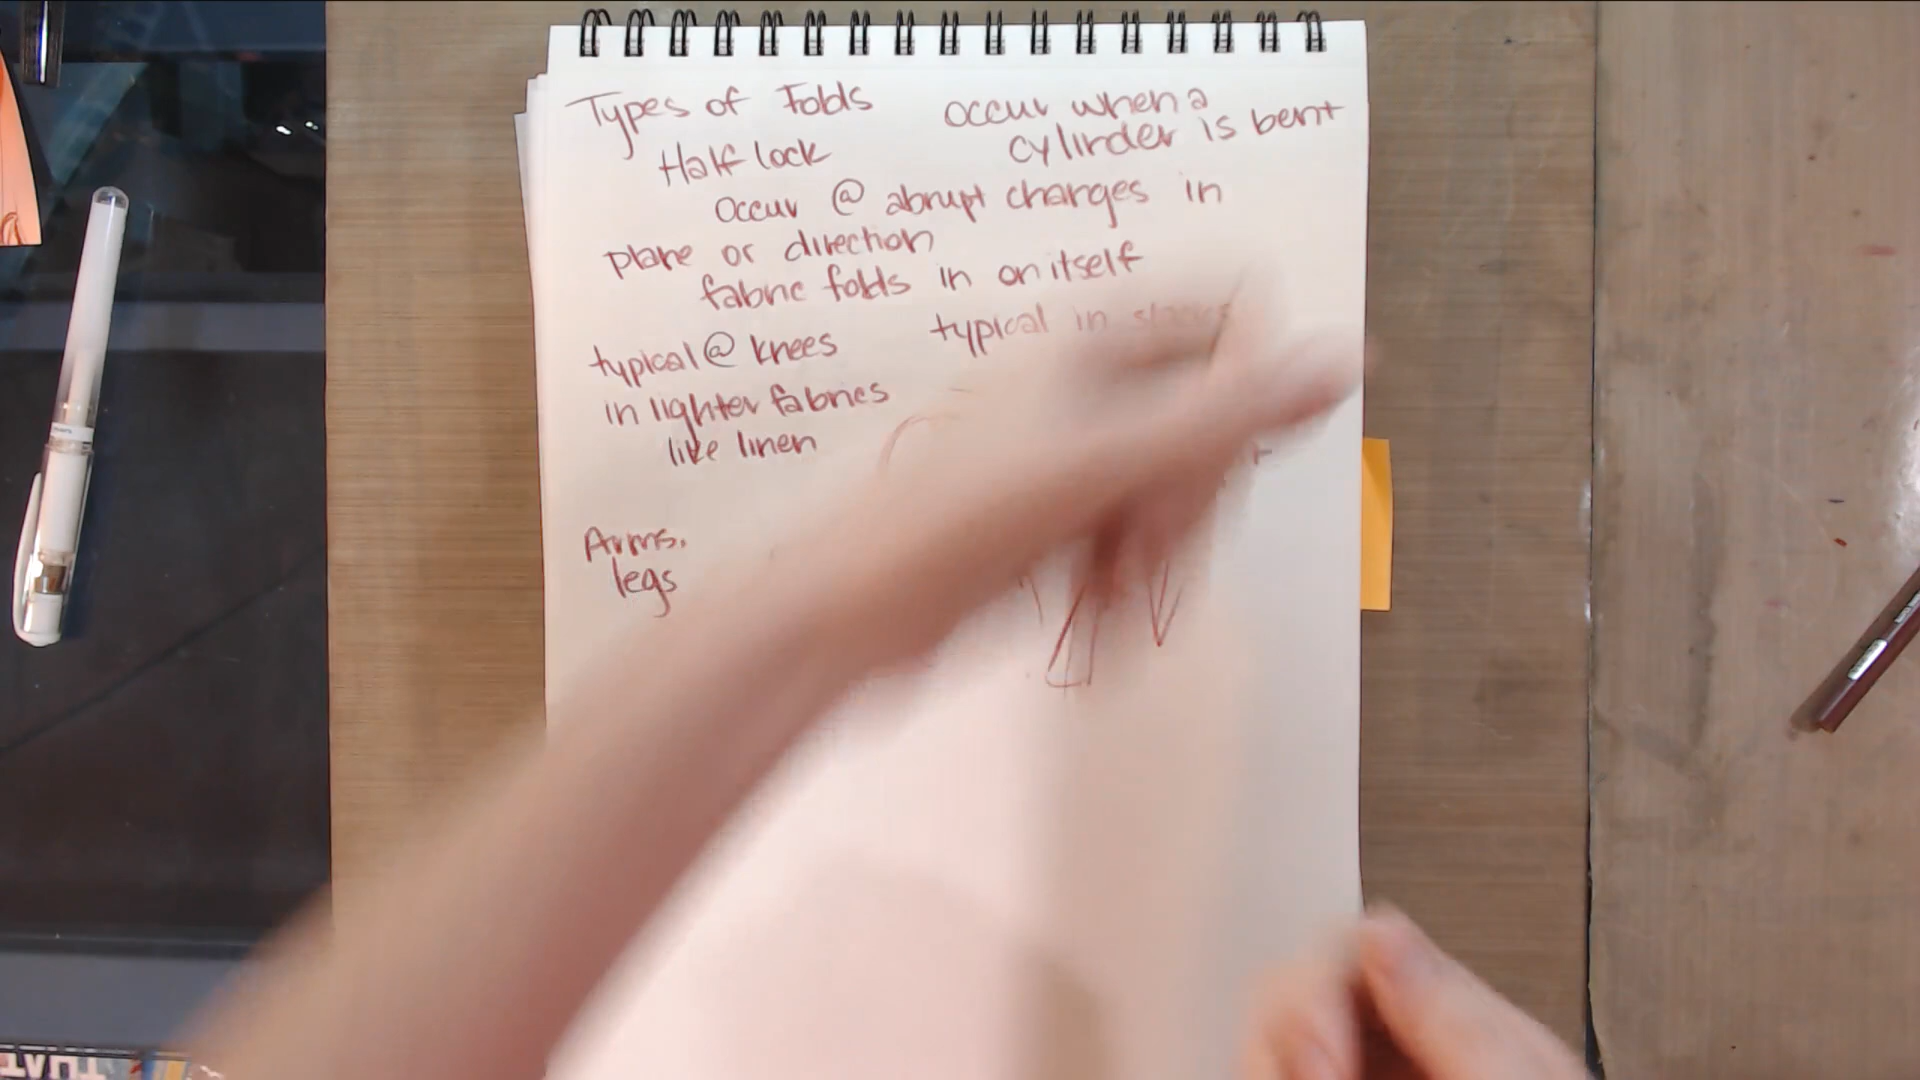 Types of Folds
Half lock
occur when a
cylinder is bent
occur @ abrupt changes in
plane or direction
fabric folds in on itself
typical @ knees
in lighter fabrics
like linen
typical in
Arms.
legs